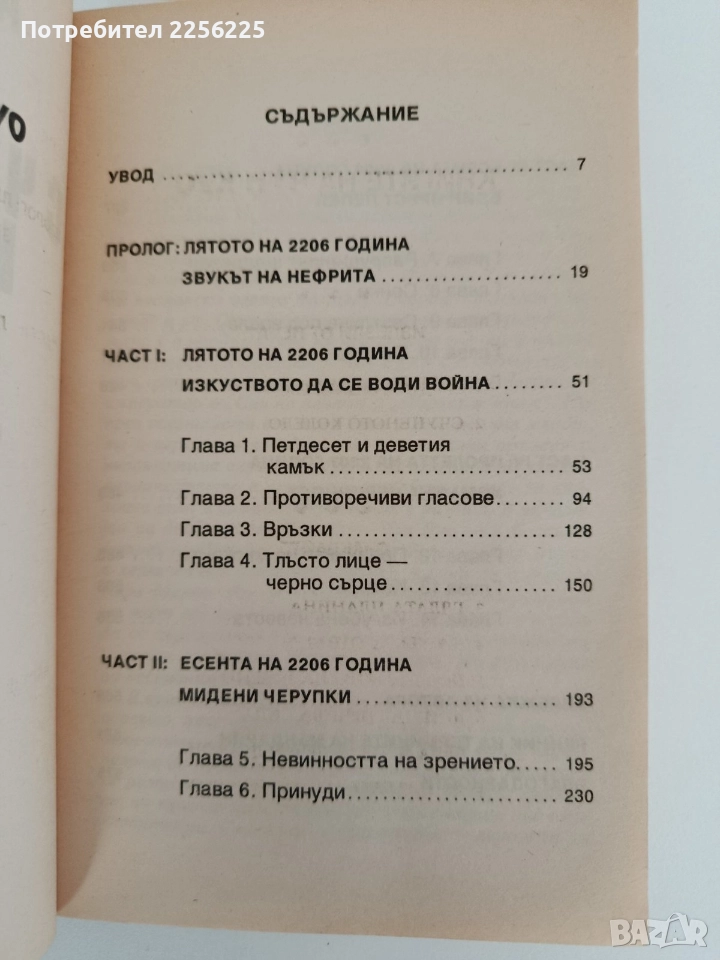 Потребител 2256225
СЪДЪРЖАНИЕ
УВОД ........ 7
ПРОЛОГ: ЛЯТОТО НА 2206 ГОДИНА
ЗВУКЪТ НА НЕФРИТА ........ 19
ЧАСТ I: ЛЯТОТО НА 2206 ГОДИНА
ИЗКУСТВОТО ДА СЕ ВОДИ ВОЙНА ........ 51
Глава 1. Петдесет и деветия
камък ........ 53
Глава 2. Противоречиви гласове ........ 94
Глава 3. Връзки ........ 128
Глава 4. Тлъсто лице —
черно сърце ........ 150
ЧАСТ II: ЕСЕНТА НА 2206 ГОДИНА
МИДЕНИ ЧЕРУПКИ ........ 193
Глава 5. Невинността на зрението ........ 195
Глава 6. Принуди ........ 230
BAZAR